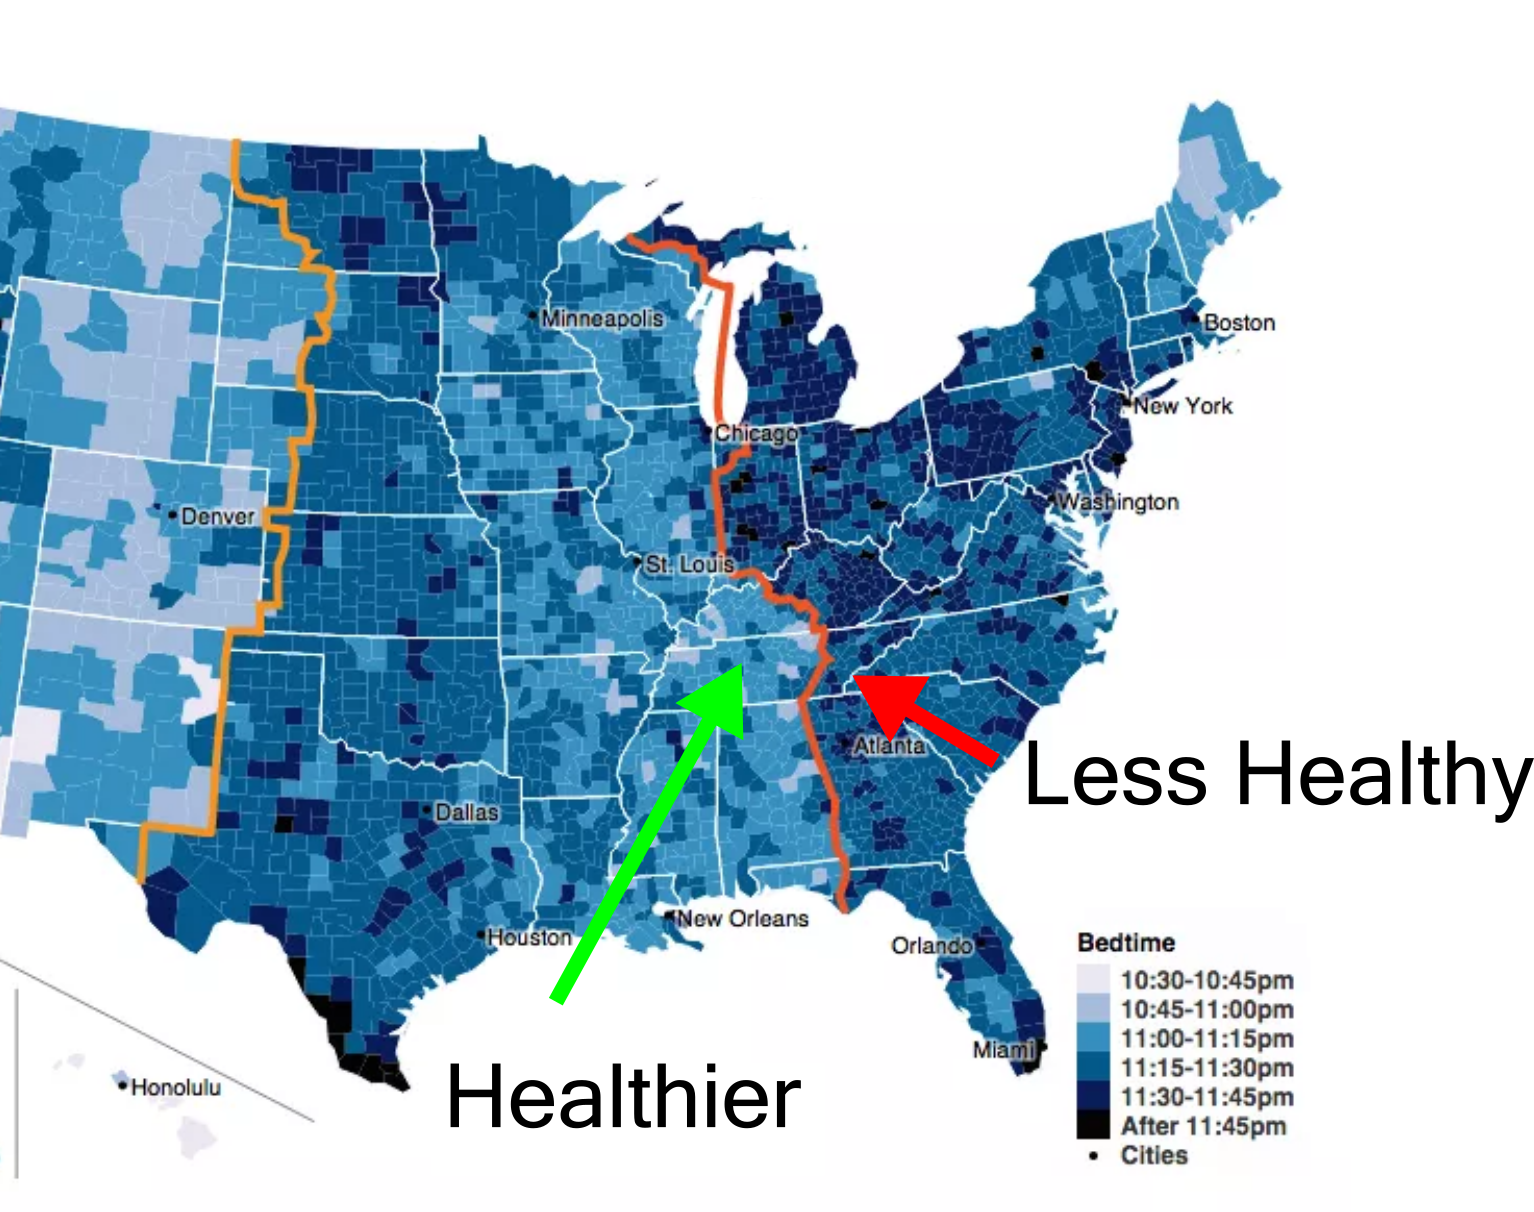 Minneapolis
Boston
New York
Chicago
Washington
Denver
St. Louis
Less Healthy
Atlanta
Dallas
New Orleans
Houston
Orlando
Bedtime
10:30-10:45pm
10:45-11:00pm
11:00-11:15pm
Miami
11:15-11:30pm
Honolulu
11:30-11:45pm
Healthier
After 11:45pm
Cities